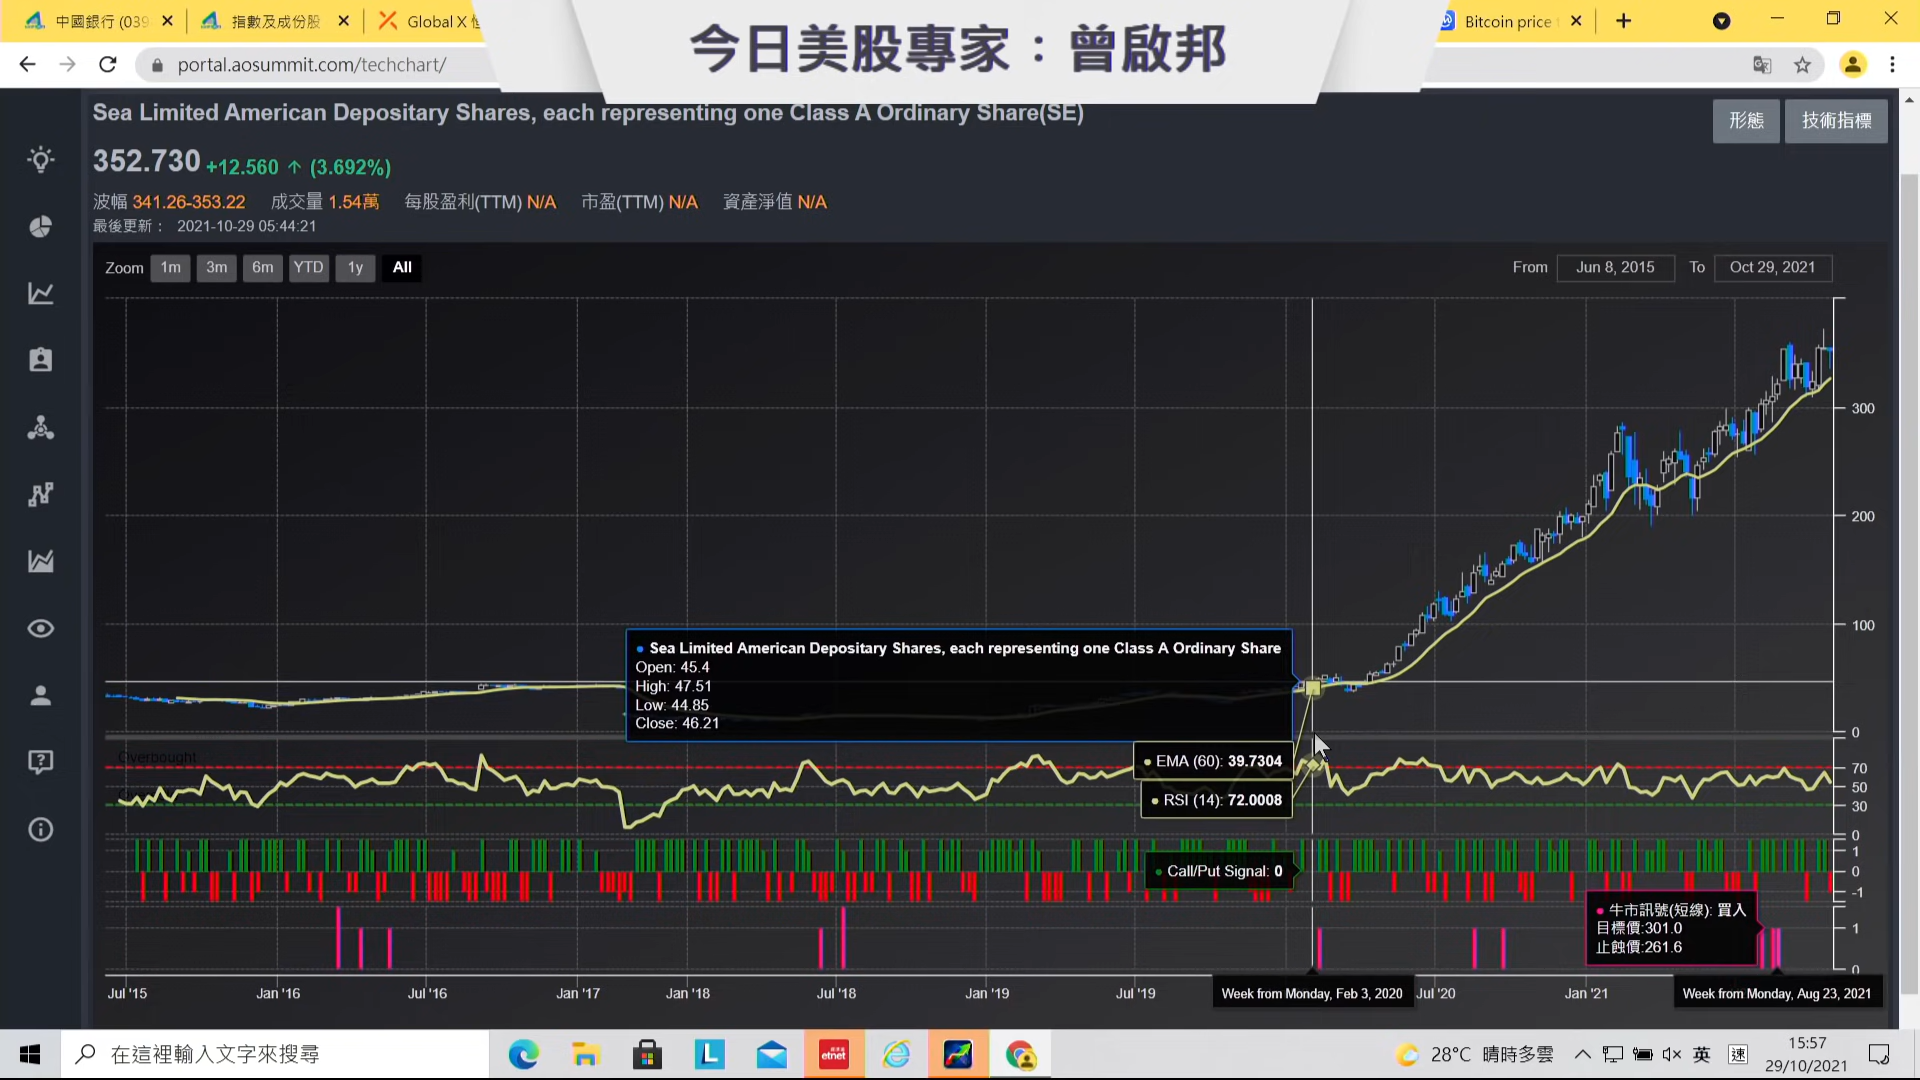 中國銀行 (039
指數及成份股
Global X 恒
今日美股專家：曾啟邦
Bitcoin price
portal.aosummit.com/techchart/
Sea Limited American Depositary Shares, each representing one Class A Ordinary Share(SE)
形態
技術指標
352.730 +12.560 ↑ (3.692%)
波幅 341.26-353.22 成交量 1.54萬 每股盈利(TTM) N/A 市盈(TTM) N/A 資產淨值 N/A
最後更新： 2021-10-29 05:44:21
Zoom 1m 3m 6m YTD 1y All
From Jun 8, 2015 To Oct 29, 2021
300
200
100
0
Sea Limited American Depositary Shares, each representing one Class A Ordinary Share
Open: 45.4
High: 47.51
Low: 44.85
Close: 46.21
Overbought
EMA (60): 39.7304
RSI (14): 72.0008
70
50
30
0
Call/Put Signal: 0
1
0
-1
牛市訊號(短線): 買入
目標價:301.0
止蝕價:261.6
1
0
Jul '15 Jan '16 Jul '16 Jan '17 Jan '18 Jul '18 Jan '19 Jul '19 Week from Monday, Feb 3, 2020 Jul '20 Jan '21 Week from Monday, Aug 23, 2021
在這裡輸入文字來搜尋
etnet
28°C 晴時多雲
英
速
15:57
29/10/2021